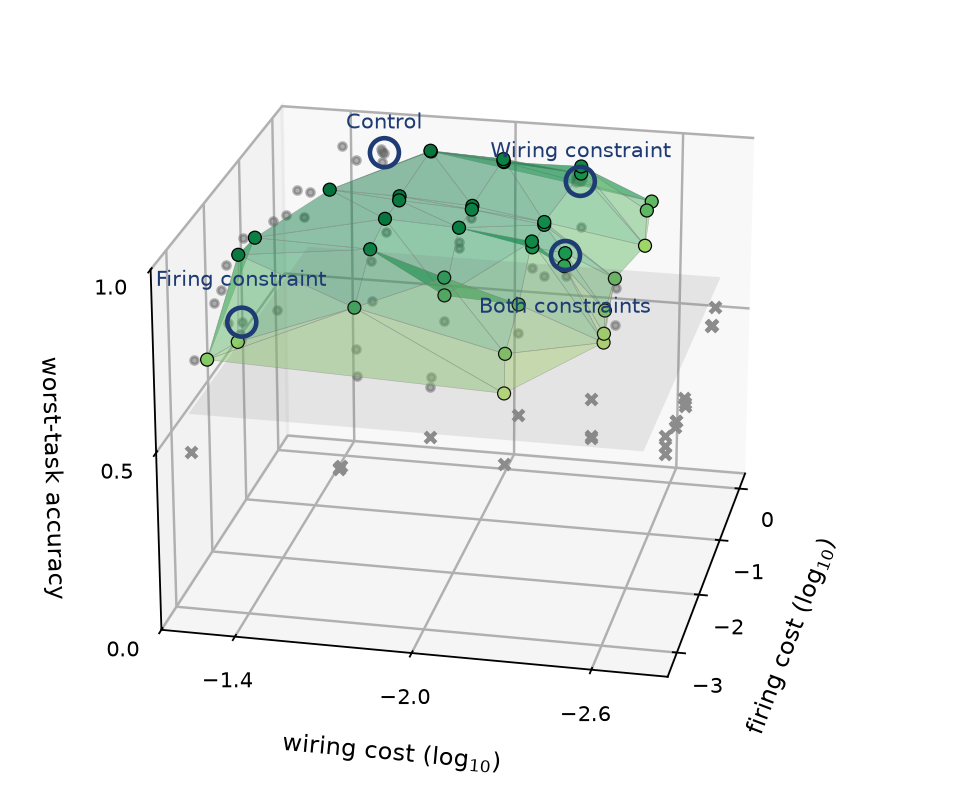 Control
Wiring constraint
Firing constraint
Both constraints
1.0
0.5
0.0
worst-task accuracy
−1.4
−2.0
−2.6
wiring cost (log₁₀)
0
−1
−2
−3
firing cost (log₁₀)